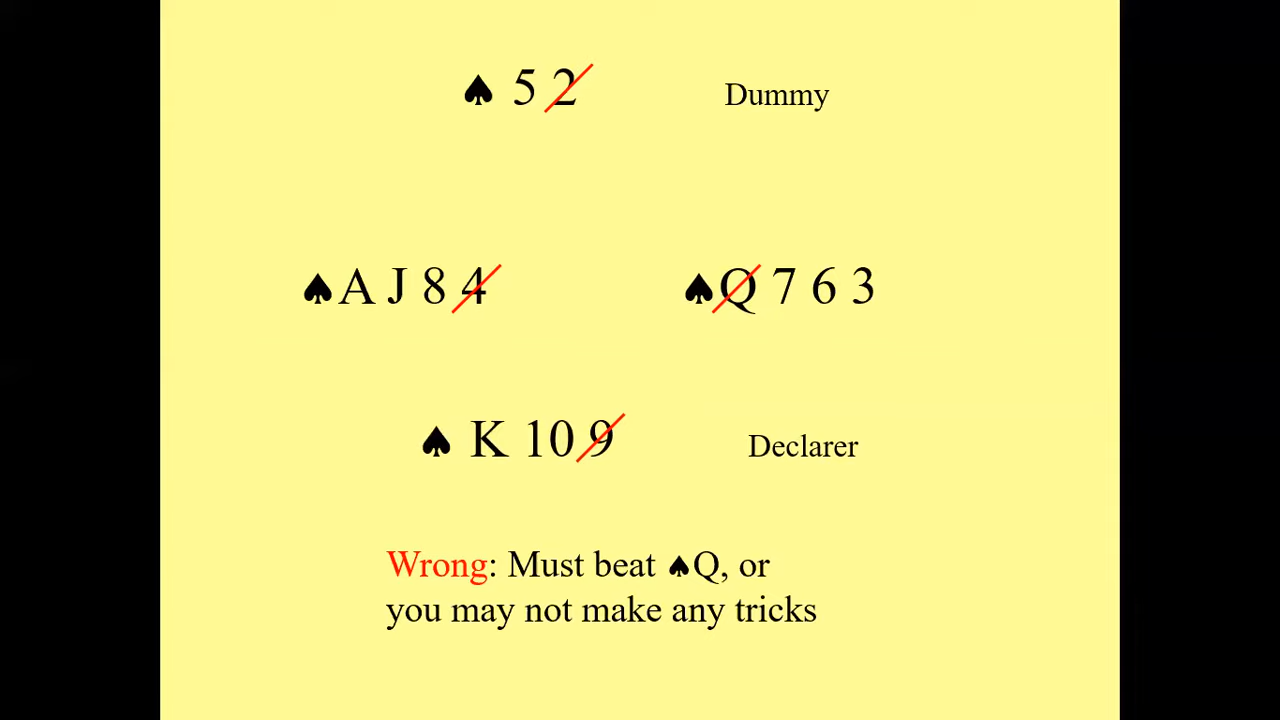 ♠ 5 2 Dummy
♠A J 8 4 ♠Q 7 6 3
♠ K 10 9 Declarer
Wrong: Must beat ♠Q, or
you may not make any tricks